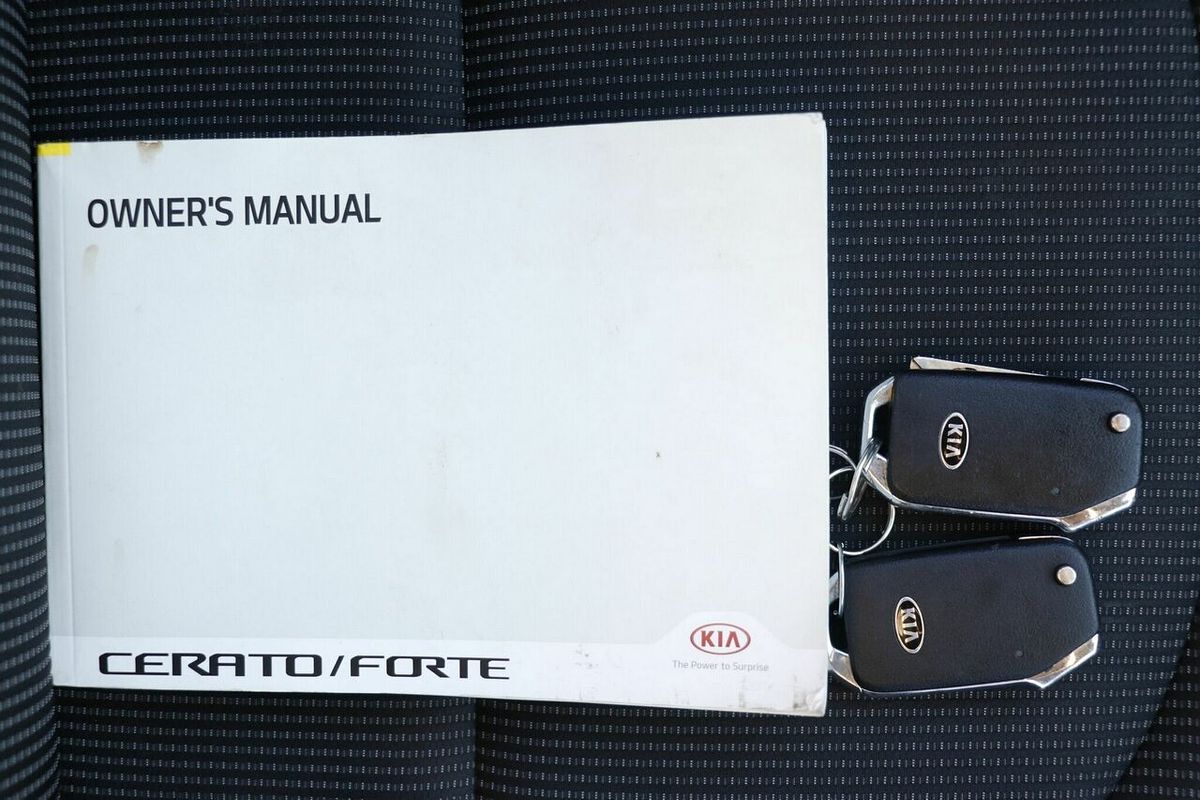 OWNER'S MANUAL
KIA
KIA
CERATO/FORTE
KIA
The Power to Surprise